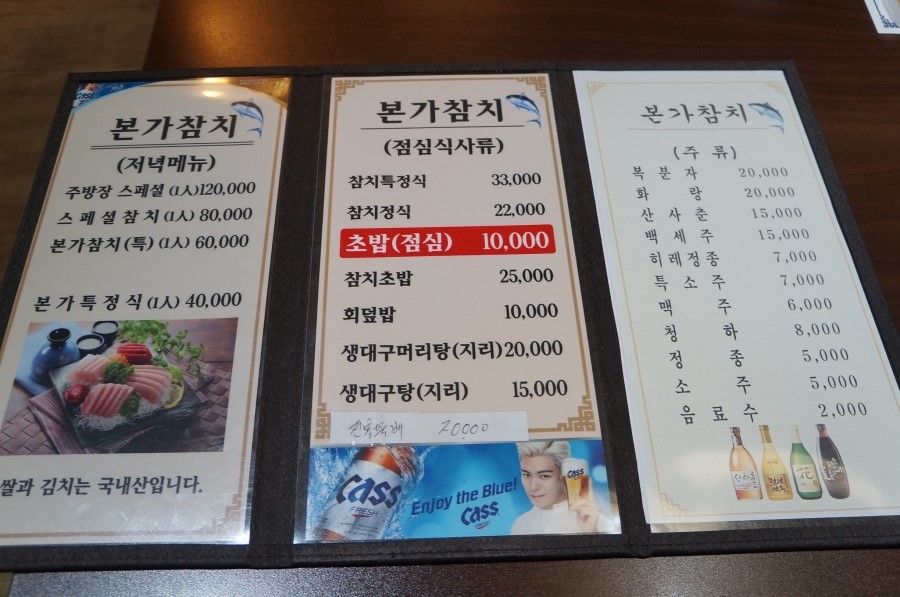 본가참치
(저녁메뉴)
주방장 스페셜 (1人)120,000
스페셜참치 (1人) 80,000
본가참치(특) (1人) 60,000
본가특정식 (1人) 40,000
쌀과 김치는 국내산입니다.
본가참치
(점심식사류)
참치특정식 33,000
참치정식 22,000
초밥(점심) 10,000
참치초밥 25,000
회덮밥 10,000
생대구머리탕(지리)20,000
생대구탕(지리) 15,000
20,000
Cass
FRESH
Enjoy the Blue!
Cass
Cass
본가참치
(주류)
복분자 20,000
화랑 20,000
산사춘 15,000
백세주 15,000
히레정종 7,000
특소주 7,000
맥주 6,000
청하 8,000
정종 5,000
소주 5,000
음료수 2,000
산사춘